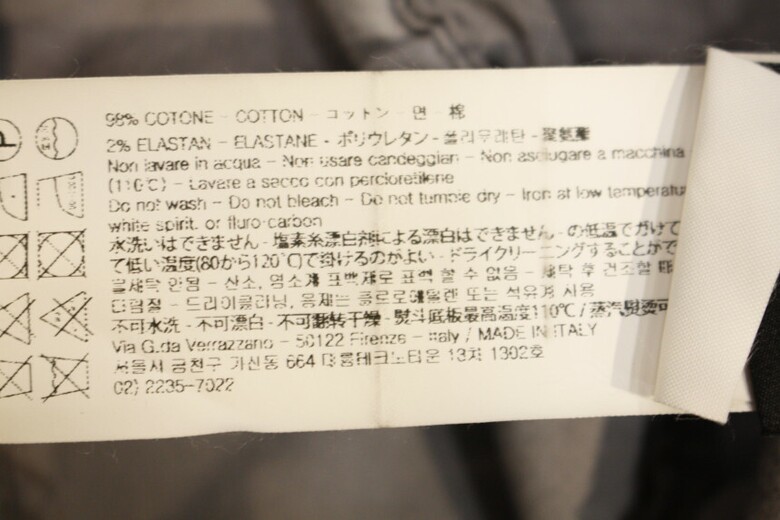 P
98% COTONE - COTTON - コットン - 면 - 棉
2% ELASTAN - ELASTANE - ポリウレタン - 폴리우레탄 - 聚氨酯
Non lavare in acqua - Non usare candeggian - Non asciugare a macchina
(110°C) - Lavare a secco con percloretilene
Do not wash - Do not bleach - Do not tumble dry - Iron at low temperatu
white spirit. or fluro-carbon
水洗いはできません - 塩素系漂白剤による漂白はできません - の低温でがけて
て低い温度(80から120°C)で掛けるのがよい - ドライクリーニングすることがで
물세탁 안됨 - 산소, 염소계 표백제로 표백 할 수 없음 - 세탁 후 건조할 때
다림질 - 드라이클리닝, 용제는 클로로에틸렌 또는 석유계 사용
不可水洗 - 不可漂白 - 不可翻转干燥 - 熨斗底板最高温度110°C / 蒸汽熨烫可
Via G.da Verrazzano - 50122 Firenze - Italy / MADE IN ITALY
서울시 금천구 가산동 664 대륭테크노타운 13차 1302호
02) 2235-7022